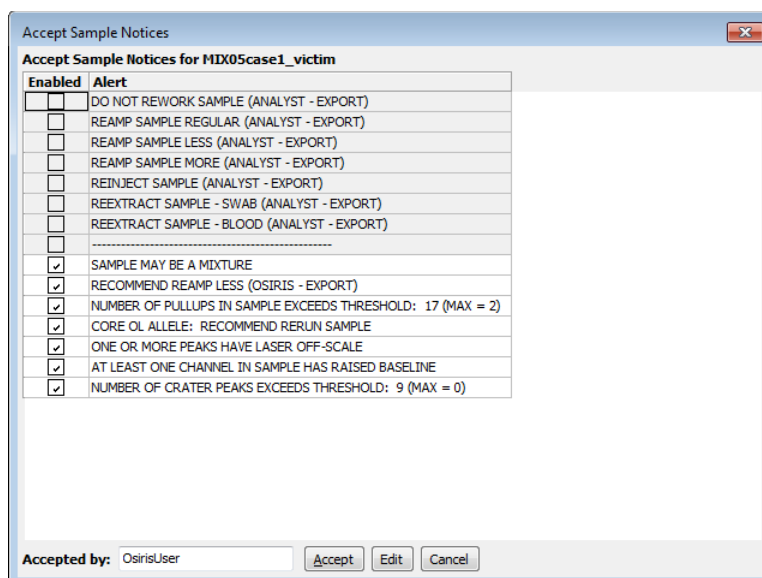 Accept Sample Notices
Accept Sample Notices for MIX05case1_victim
Enabled Alert
DO NOT REWORK SAMPLE (ANALYST - EXPORT)
REAMP SAMPLE REGULAR (ANALYST - EXPORT)
REAMP SAMPLE LESS (ANALYST - EXPORT)
REAMP SAMPLE MORE (ANALYST - EXPORT)
REINJECT SAMPLE (ANALYST - EXPORT)
REEXTRACT SAMPLE - SWAB (ANALYST - EXPORT)
REEXTRACT SAMPLE - BLOOD (ANALYST - EXPORT)
--------------------------------------------------
SAMPLE MAY BE A MIXTURE
RECOMMEND REAMP LESS (OSIRIS - EXPORT)
NUMBER OF PULLUPS IN SAMPLE EXCEEDS THRESHOLD: 17 (MAX = 2)
CORE OL ALLELE: RECOMMEND RERUN SAMPLE
ONE OR MORE PEAKS HAVE LASER OFF-SCALE
AT LEAST ONE CHANNEL IN SAMPLE HAS RAISED BASELINE
NUMBER OF CRATER PEAKS EXCEEDS THRESHOLD: 9 (MAX = 0)
Accepted by: OsirisUser Accept Edit Cancel